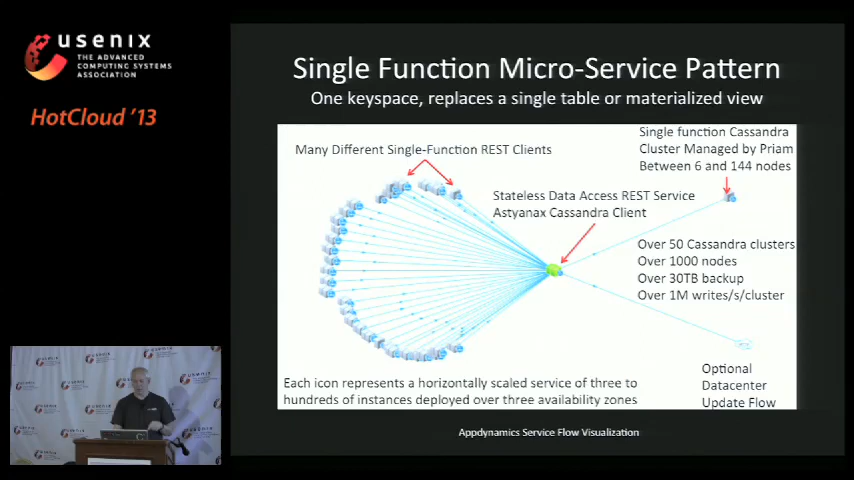 usenix
THE ADVANCED
COMPUTING SYSTEMS
ASSOCIATION
HotCloud '13
Single Function Micro-Service Pattern
One keyspace, replaces a single table or materialized view
Many Different Single-Function REST Clients
Single function Cassandra
Cluster Managed by Priam
Between 6 and 144 nodes
Stateless Data Access REST Service
Astyanax Cassandra Client
Over 50 Cassandra clusters
Over 1000 nodes
Over 30TB backup
Over 1M writes/s/cluster
Optional
Datacenter
Update Flow
Each icon represents a horizontally scaled service of three to
hundreds of instances deployed over three availability zones
Appdynamics Service Flow Visualization